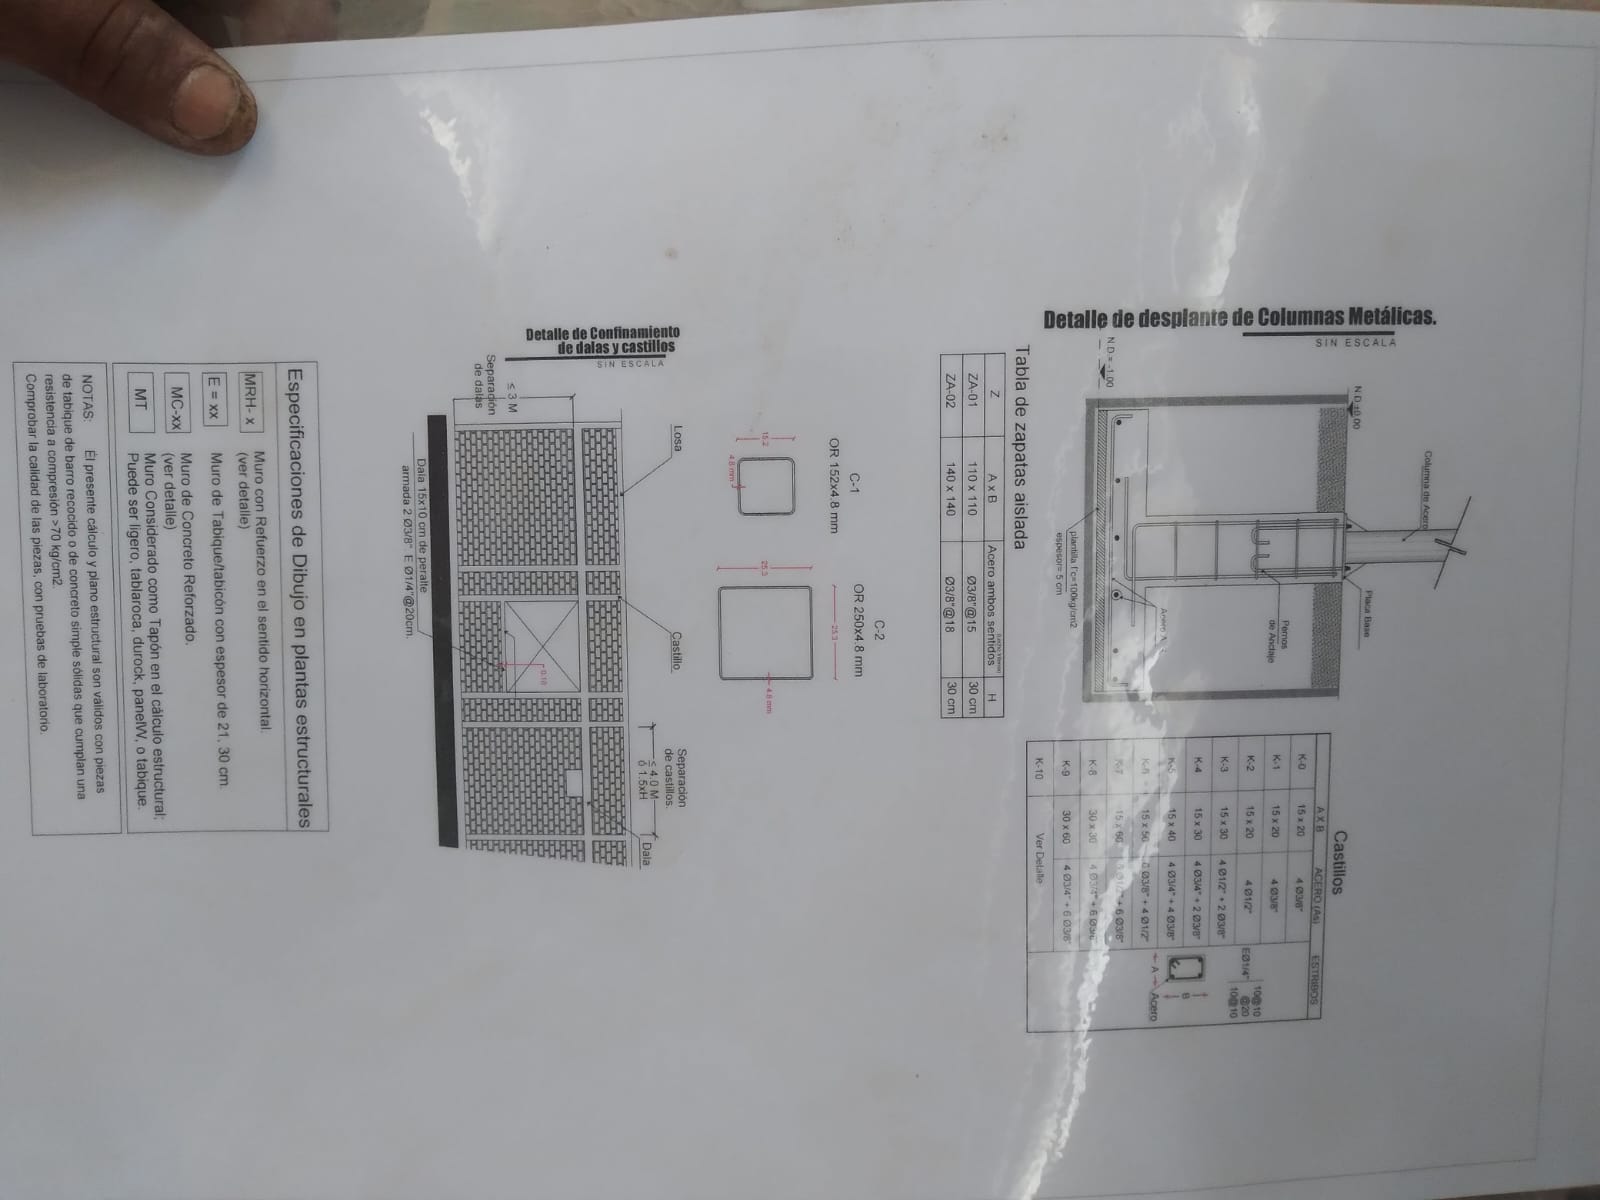 Detalle de desplante de Columnas Metálicas.
SIN ESCALA
N.D.±0.00
N.D.= -1.00
Columna de Acero
Placa Base
Pernos
de Anclaje
plantilla f'c=100kg/cm2
espesor= 5 cm
Castillos
A X B ACERO (As) ESTRIBOS
K-0 15 x 20 4 Ø3/8"
K-1 15 x 20 4 Ø3/8"
K-2 15 x 20 4 Ø1/2"
K-3 15 x 30 4 Ø1/2" + 2 Ø3/8"
K-4 15 x 30 4 Ø3/4" + 2 Ø3/8"
K-5 15 x 40 4 Ø3/4" + 4 Ø3/8"
K-6 15 x 50 Ø3/8" + 4 Ø1/2"
K-7 15 x 60 + 6 Ø3/8"
K-8 30 x 30 4 Ø3/4" + 6 Ø3/8"
K-9 30 x 60 4 Ø3/4" + 6 Ø3/8"
K-10 Ver Detalle
EØ1/4"
10@10
@20
10@10
B
A
Acero
Tabla de zapatas aislada
Z A x B Acero ambos sentidos H
ZA-01 110 x 110 Ø3/8"@15 30 cm
ZA-02 140 x 140 Ø3/8"@18 30 cm
C-1
OR 152x4.8 mm
15.2
4.8 mm
C-2
OR 250x4.8 mm
25.3
25.3
4.8 mm
Detalle de Confinamiento
de dalas y castillos
SIN ESCALA
Losa
Castillo
Separación
de castillos.
≤ 4.0 M
ó 1.5xH
Dala
≤ 3 M
Separación
de dalas
0.10
Dala 15x10 cm de peralte
armada 2 Ø3/8" E Ø1/4"@20cm.
Especificaciones de Dibujo en plantas estructurales
MRH- x Muro con Refuerzo en el sentido horizontal.
(ver detalle)
E = xx Muro de Tabique/tabicón con espesor de 21, 30 cm.
MC-xx Muro de Concreto Reforzado.
(ver detalle)
MT Muro Considerado como Tapón en el cálculo estructural;
Puede ser ligero, tablaroca, durock, panelW, o tabique.
NOTAS: El presente cálculo y plano estructural son válidos con piezas
de tabique de barro recocido o de concreto simple sólidas que cumplan una
resistencia a compresión >70 kg/cm2.
Comprobar la calidad de las piezas, con pruebas de laboratorio.